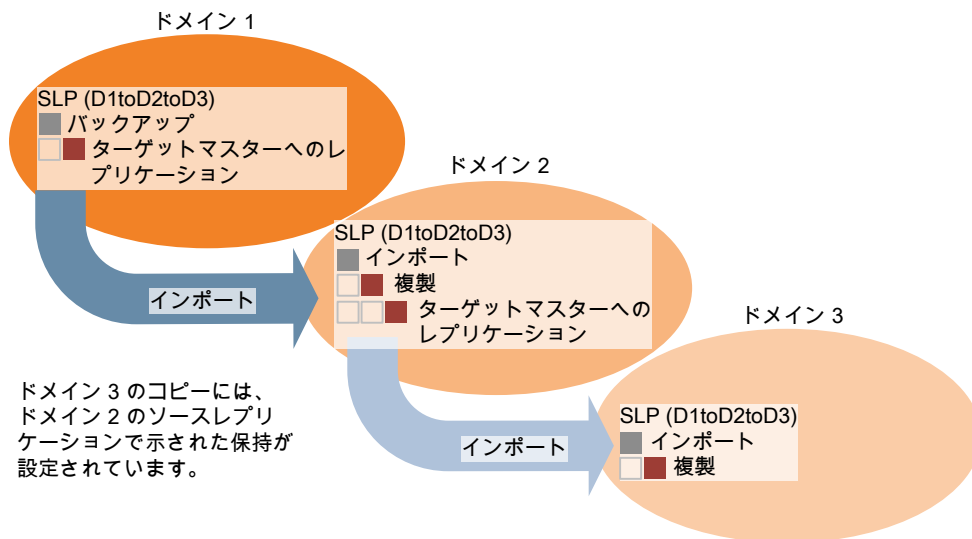 ドメイン 1
SLP (D1toD2toD3)
バックアップ
ターゲットマスターへのレ
プリケーション
ドメイン 2
SLP (D1toD2toD3)
インポート
複製
ターゲットマスターへの
レプリケーション
インポート
ドメイン 3
SLP (D1toD2toD3)
インポート
複製
インポート
ドメイン 3 のコピーには、
ドメイン 2 のソースレプリ
ケーションで示された保持が
設定されています。